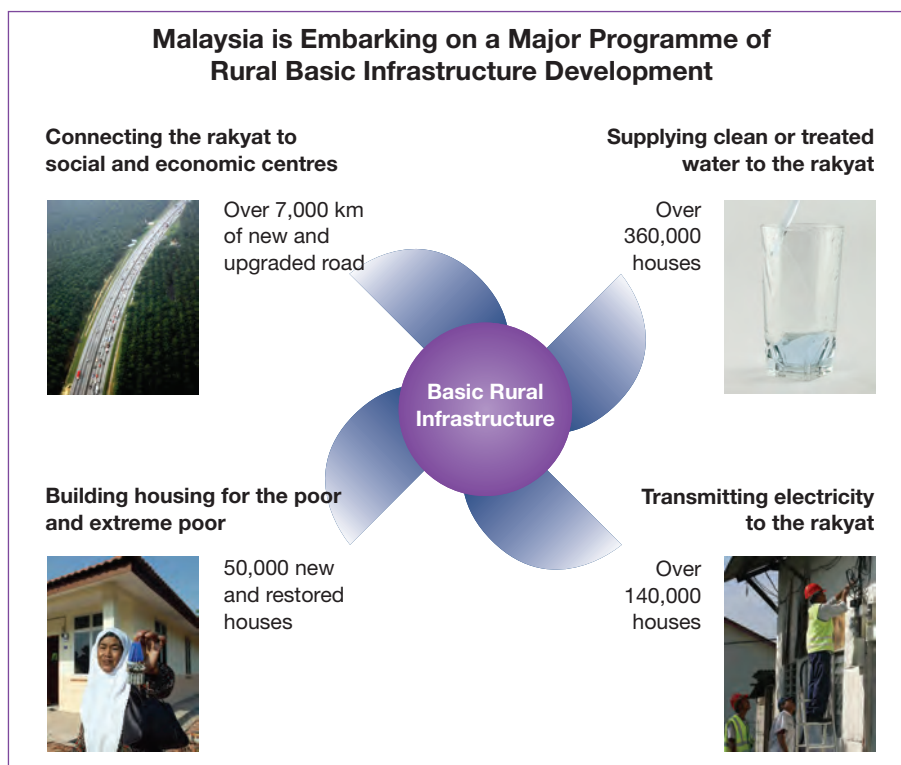 Malaysia is Embarking on a Major Programme of
Rural Basic Infrastructure Development
Connecting the rakyat to
social and economic centres
Over 7,000 km
of new and
upgraded road
Supplying clean or treated
water to the rakyat
Over
360,000
houses
Basic Rural
Infrastructure
Building housing for the poor
and extreme poor
50,000 new
and restored
houses
Transmitting electricity
to the rakyat
Over
140,000
houses